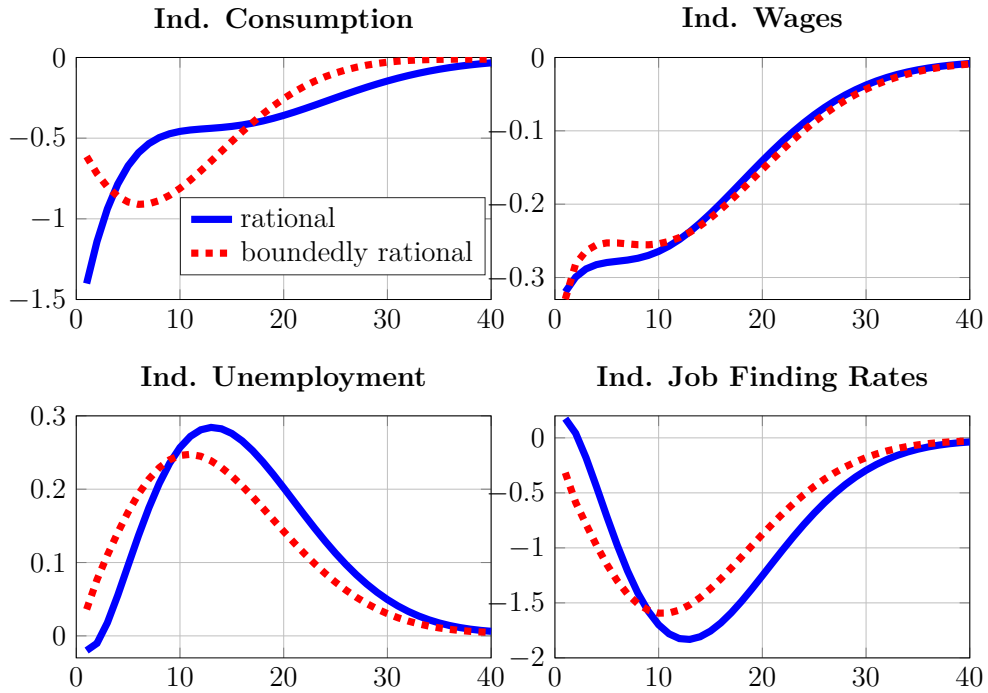 Ind. Consumption
0
−0.5
−1
−1.5
0 10 20 30 40
rational
boundedly rational
Ind. Wages
0
−0.1
−0.2
−0.3
0 10 20 30 40
Ind. Unemployment
0.3
0.2
0.1
0
0 10 20 30 40
Ind. Job Finding Rates
0
−0.5
−1
−1.5
−2
0 10 20 30 40